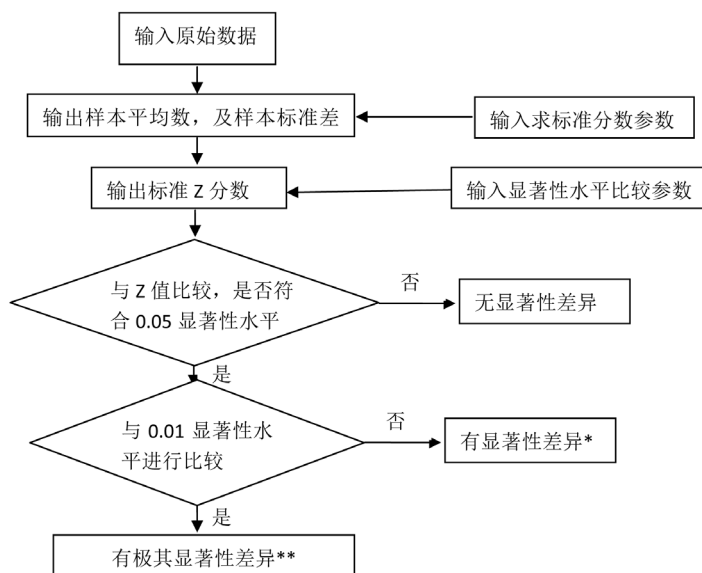 输入原始数据
输出样本平均数，及样本标准差
输入求标准分数参数
输出标准 Z 分数
输入显著性水平比较参数
与 Z 值比较，是否符
合 0.05 显著性水平
否
无显著性差异
是
与 0.01 显著性水
平进行比较
否
有显著性差异*
是
有极其显著性差异**